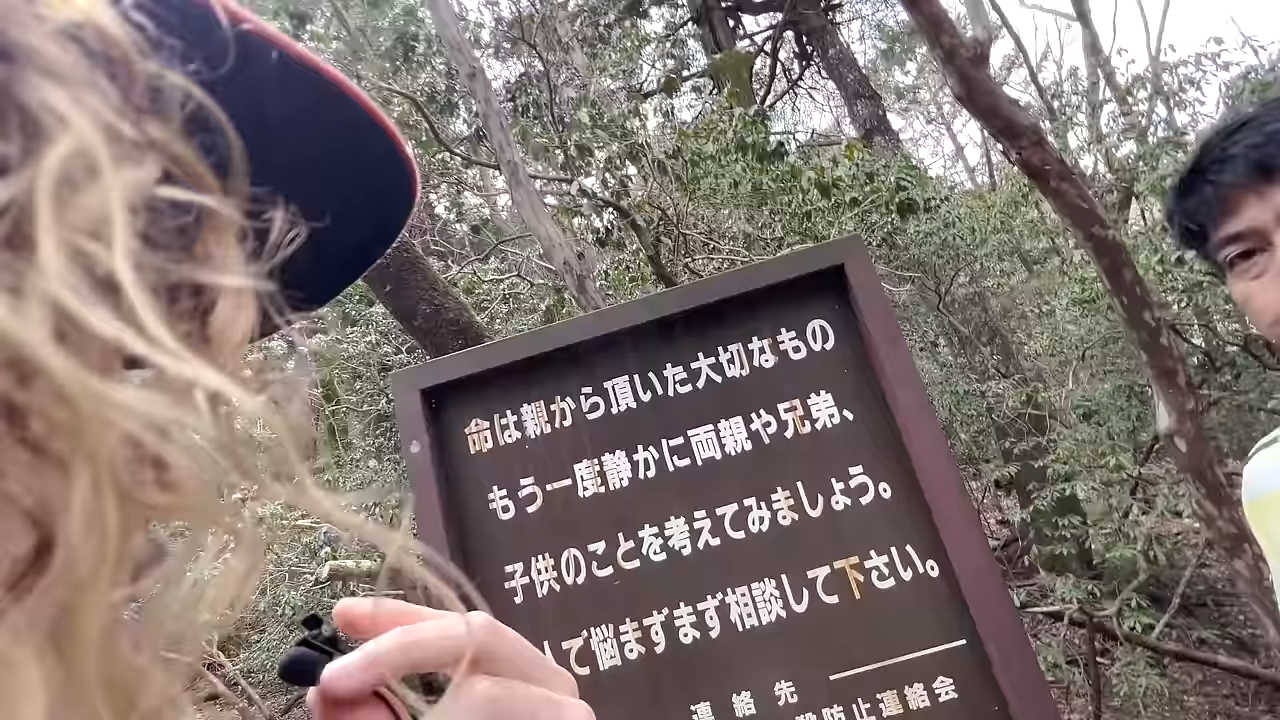 命は親から頂いた大切なもの
もう一度静かに両親や兄弟、
子供のことを考えてみましょう。
で悩まずまず相談して下さい。
連絡先
防止連絡会